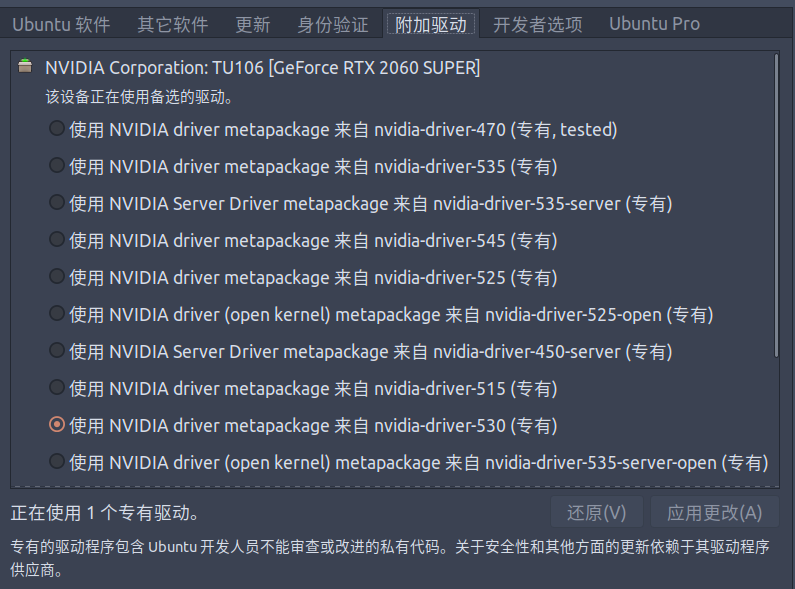 Ubuntu 软件 其它软件 更新 身份验证 附加驱动 开发者选项 Ubuntu Pro
NVIDIA Corporation: TU106 [GeForce RTX 2060 SUPER]
该设备正在使用备选的驱动。
使用 NVIDIA driver metapackage 来自 nvidia-driver-470 (专有, tested)
使用 NVIDIA driver metapackage 来自 nvidia-driver-535 (专有)
使用 NVIDIA Server Driver metapackage 来自 nvidia-driver-535-server (专有)
使用 NVIDIA driver metapackage 来自 nvidia-driver-545 (专有)
使用 NVIDIA driver metapackage 来自 nvidia-driver-525 (专有)
使用 NVIDIA driver (open kernel) metapackage 来自 nvidia-driver-525-open (专有)
使用 NVIDIA Server Driver metapackage 来自 nvidia-driver-450-server (专有)
使用 NVIDIA driver metapackage 来自 nvidia-driver-515 (专有)
使用 NVIDIA driver metapackage 来自 nvidia-driver-530 (专有)
使用 NVIDIA driver (open kernel) metapackage 来自 nvidia-driver-535-server-open (专有)
正在使用 1 个专有驱动。 还原(V) 应用更改(A)
专有的驱动程序包含 Ubuntu 开发人员不能审查或改进的私有代码。关于安全性和其他方面的更新依赖于其驱动程序
供应商。